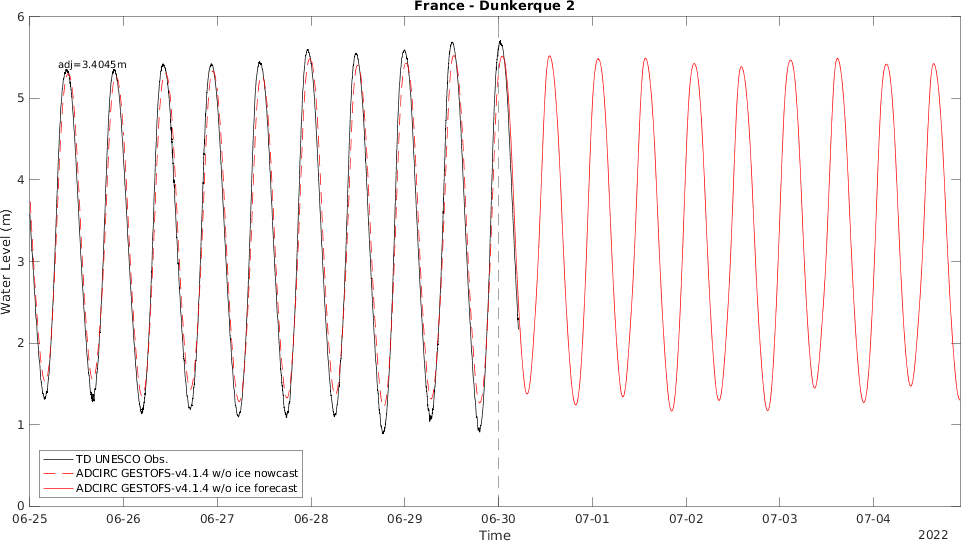 France - Dunkerque 2
6
adj=3.4045m
5
4
3
2
1
0
Water Level (m)
TD UNESCO Obs.
ADCIRC GESTOFS-v4.1.4 w/o ice nowcast
ADCIRC GESTOFS-v4.1.4 w/o ice forecast
06-25 06-26 06-27 06-28 06-29 06-30 07-01 07-02 07-03 07-04
Time
2022